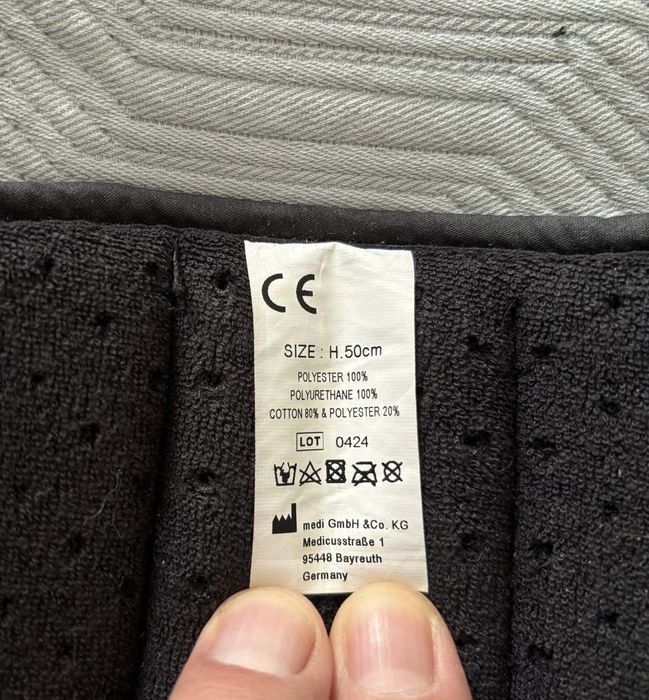 CE
SIZE : H.50cm
POLYESTER 100%
POLYURETHANE 100%
COTTON 80% & POLYESTER 20%
LOT 0424
medi GmbH &Co. KG
Medicusstraße 1
95448 Bayreuth
Germany